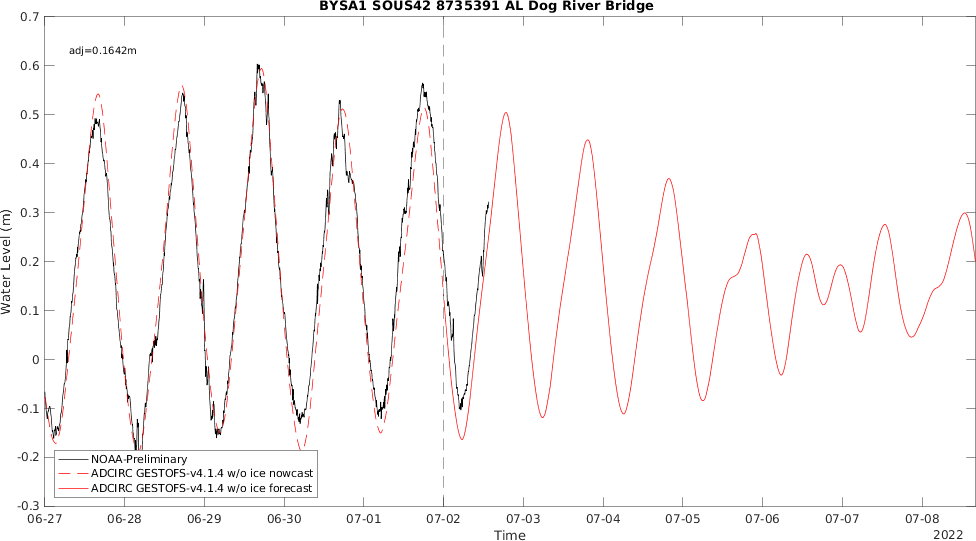 BYSA1 SOUS42 8735391 AL Dog River Bridge
adj=0.1642m
Water Level (m)
0.7
0.6
0.5
0.4
0.3
0.2
0.1
0
-0.1
-0.2
-0.3
NOAA-Preliminary
ADCIRC GESTOFS-v4.1.4 w/o ice nowcast
ADCIRC GESTOFS-v4.1.4 w/o ice forecast
06-27 06-28 06-29 06-30 07-01 07-02 07-03 07-04 07-05 07-06 07-07 07-08
Time
2022